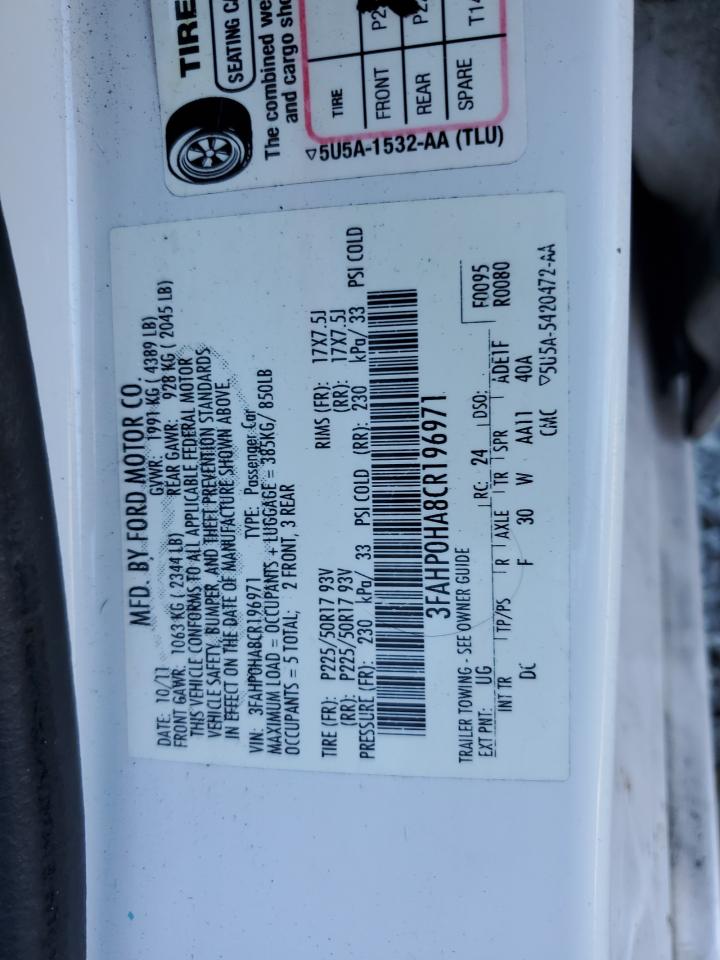 TIRE
SEATING CA
The combined we
and cargo sho
TIRE
FRONT P2
REAR P2
SPARE T14
▽5U5A-1532-AA (TLU)
MFD. BY FORD MOTOR CO.
DATE: 10/11 GVWR: 1991 KG ( 4389 LB)
FRONT GAWR: 1063 KG ( 2344 LB) REAR GAWR: 928 KG ( 2045 LB)
THIS VEHICLE CONFORMS TO ALL APPLICABLE FEDERAL MOTOR
VEHICLE SAFETY, BUMPER, AND THEFT PREVENTION STANDARDS
IN EFFECT ON THE DATE OF MANUFACTURE SHOWN ABOVE.
VIN: 3FAHP0HA8CR196971 TYPE: Passenger Car
MAXIMUM LOAD = OCCUPANTS + LUGGAGE = 385KG/ 850LB
OCCUPANTS = 5 TOTAL; 2 FRONT, 3 REAR
TIRE (FR): P225/50R17 93V RIMS (FR): 17X7.5J
(RR): P225/50R17 93V (RR): 17X7.5J
PRESSURE (FR): 230 kPa/ 33 PSI COLD (RR): 230 kPa/ 33 PSI COLD
3FAHP0HA8CR196971
TRAILER TOWING - SEE OWNER GUIDE F0095
R0080
EXT PNT: UG RC: 24 DSO:
INT TR TP/PS R AXLE TR SPR ADE1F
DC F 30 W AA11 40A
CMC ▽5U5A-5420472-AA